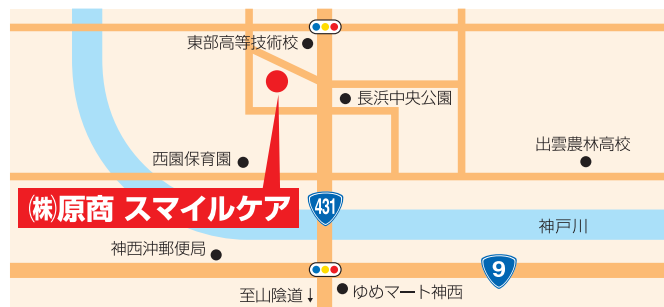 東部高等技術校
長浜中央公園
出雲農林高校
西園保育園
㈱原商 スマイルケア
431
神戸川
神西沖郵便局
9
至山陰道↓
ゆめマート神西